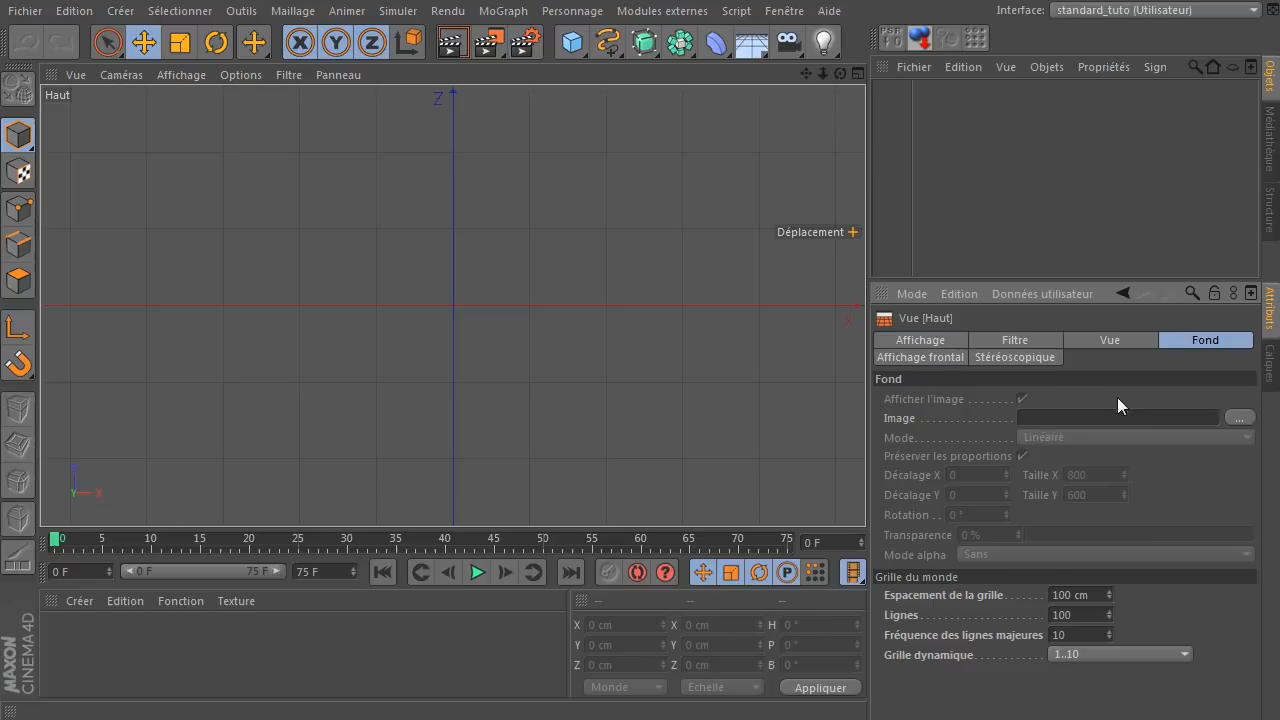 Fichier Edition Créer Sélectionner Outils Maillage Animer Simuler Rendu MoGraph Personnage Modules externes Script Fenêtre Aide Interface: standard_tuto (Utilisateur)
X Y Z PSR 0
Vue Caméras Affichage Options Filtre Panneau
Fichier Edition Vue Objets Propriétés Sign
Objets
Médiathèque
Structure
Haut
Z
Déplacement
X
Z
Y X
Mode Edition Données utilisateur
Attributs
Calques
Vue [Haut]
Affichage Filtre Vue Fond
Affichage frontal Stéréoscopique
Fond
Afficher l'image
Image ...
Mode Linéaire
Préserver les proportions
Décalage X 0 Taille X 800
Décalage Y 0 Taille Y 600
Rotation 0 °
Transparence 0 %
Mode alpha Sans
Grille du monde
Espacement de la grille 100 cm
Lignes 100
Fréquence des lignes majeures 10
Grille dynamique 1..10
0 5 10 15 20 25 30 35 40 45 50 55 60 65 70 75 0 F
0 F 0 F 75 F 75 F ? P
Créer Edition Fonction Texture
-- -- --
X 0 cm X 0 cm H 0 °
Y 0 cm Y 0 cm P 0 °
Z 0 cm Z 0 cm B 0 °
Monde Echelle Appliquer
MAXON
CINEMA 4D